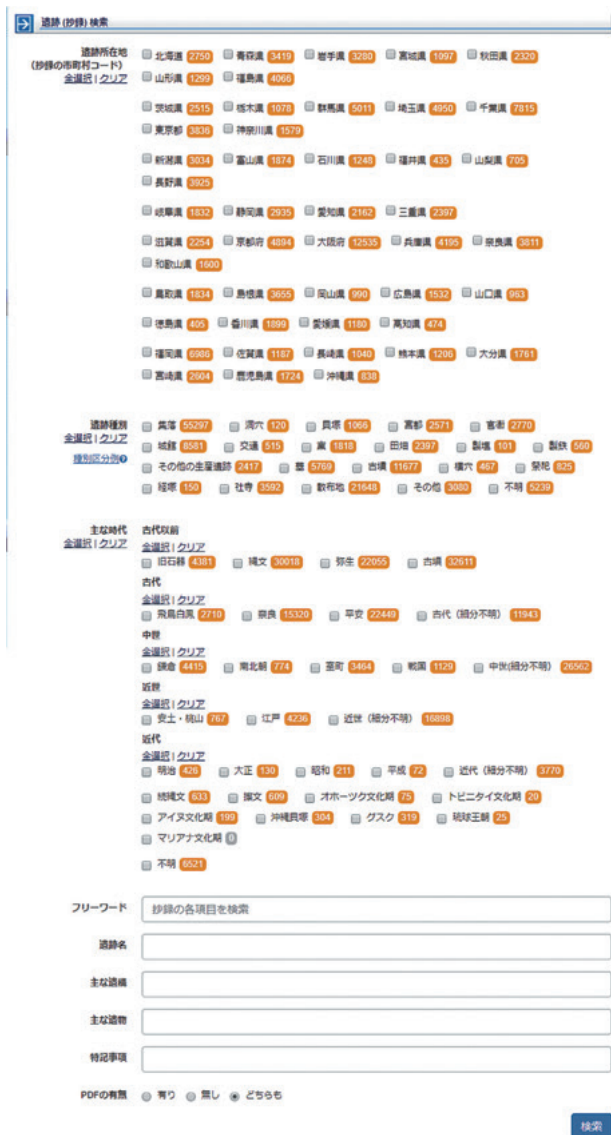 遺跡 (抄録) 検索
遺跡所在地
(抄録の市町村コード)
全選択 | クリア
北海道 2750 青森県 3419 岩手県 3280 宮城県 1097 秋田県 2320
山形県 1299 福島県 4066
茨城県 2515 栃木県 1078 群馬県 5011 埼玉県 4950 千葉県 7815
東京都 3836 神奈川県 1579
新潟県 3034 富山県 1874 石川県 1248 福井県 435 山梨県 705
長野県 3925
岐阜県 1832 静岡県 2935 愛知県 2162 三重県 2397
滋賀県 2254 京都府 4894 大阪府 12535 兵庫県 4195 奈良県 3811
和歌山県 1600
鳥取県 1834 島根県 3655 岡山県 990 広島県 1532 山口県 963
徳島県 405 香川県 1899 愛媛県 1180 高知県 474
福岡県 6986 佐賀県 1187 長崎県 1040 熊本県 1206 大分県 1761
宮崎県 2604 鹿児島県 1724 沖縄県 838
遺跡種別
全選択 | クリア
種別区分例
集落 55297 洞穴 120 貝塚 1066 宮都 2571 官衙 2770
城館 8581 交通 515 窯 1818 田畑 2397 製塩 101 製鉄 560
その他の生産遺跡 2417 墓 5769 古墳 11677 横穴 467 祭祀 825
経塚 150 社寺 3592 散布地 21648 その他 3080 不明 5239
主な時代
全選択 | クリア
古代以前
全選択 | クリア
旧石器 4381 縄文 30018 弥生 22055 古墳 32611
古代
全選択 | クリア
飛鳥白鳳 2710 奈良 15320 平安 22449 古代（細分不明） 11943
中世
全選択 | クリア
鎌倉 4415 南北朝 774 室町 3464 戦国 1129 中世(細分不明) 26562
近世
全選択 | クリア
安土・桃山 767 江戸 4236 近世（細分不明） 16898
近代
全選択 | クリア
明治 426 大正 130 昭和 211 平成 72 近代（細分不明） 3770
続縄文 633 擦文 609 オホーツク文化期 75 トビニタイ文化期 20
アイヌ文化期 199 沖縄貝塚 304 グスク 319 琉球王朝 25
マリアナ文化期 0
不明 6521
フリーワード
抄録の各項目を検索
遺跡名
主な遺構
主な遺物
特記事項
PDFの有無 有り 無し どちらも
検索